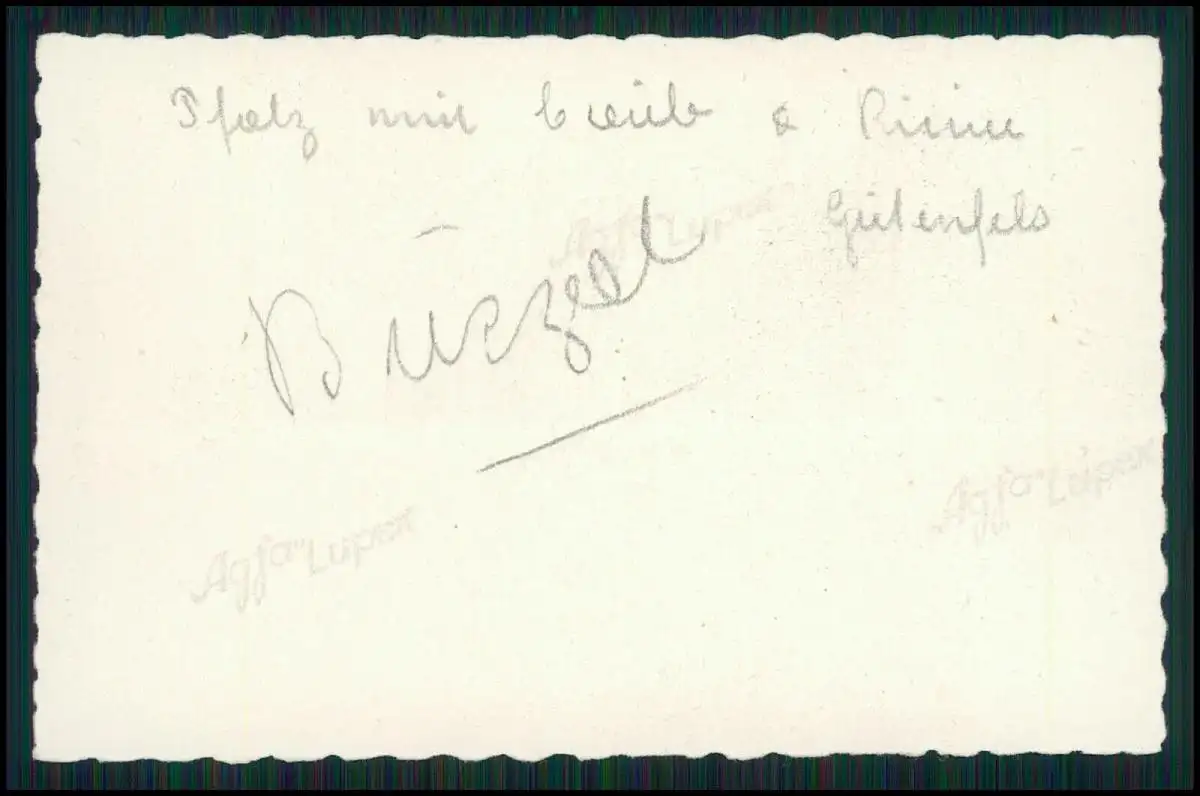 Pfalz mit Caub & Ruine
Gutenfels
Agfa "Lupex
Agfa "Lupex
Agfa "Lupex